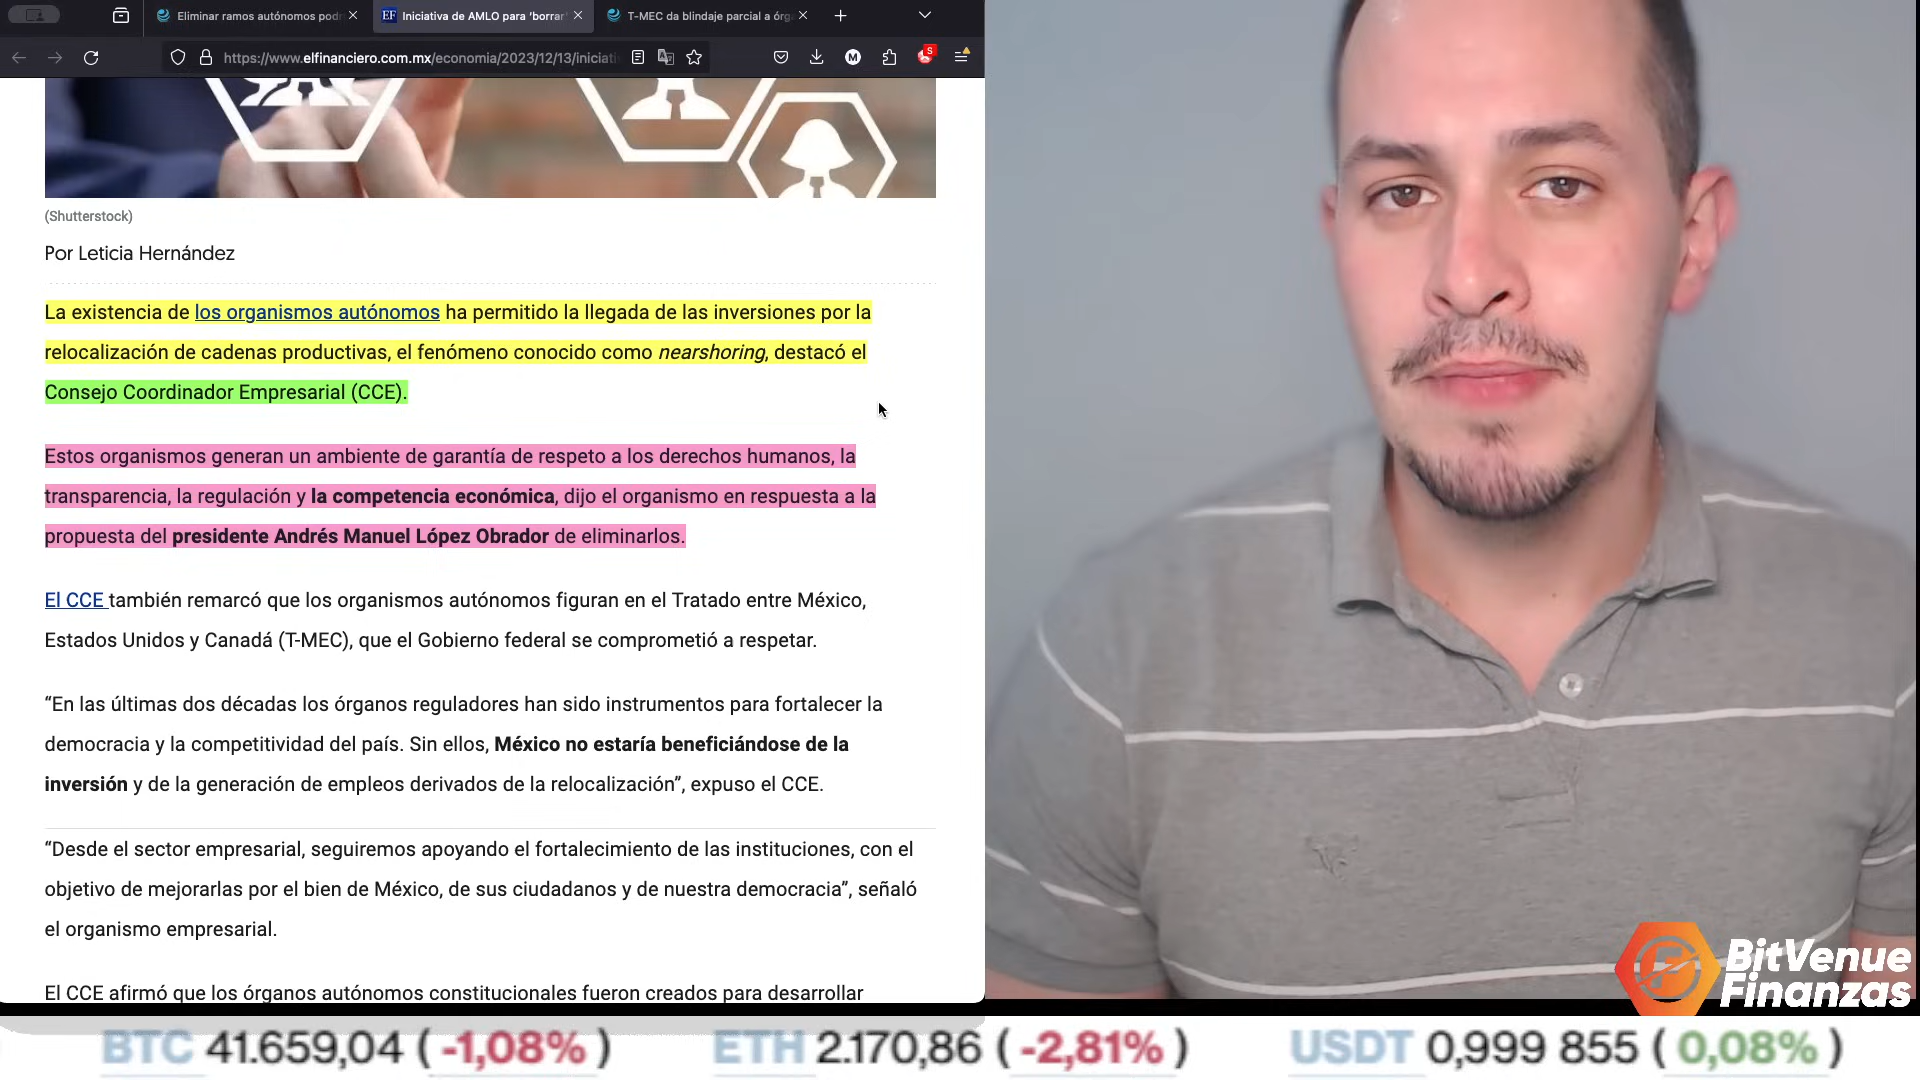 Eliminar ramos autónomos pod
Iniciativa de AMLO para 'borrar'
T-MEC da blindaje parcial a órg
https://www.elfinanciero.com.mx/economia/2023/12/13/iniciati
M
S
(Shutterstock)
Por Leticia Hernández
La existencia de los organismos autónomos ha permitido la llegada de las inversiones por la
relocalización de cadenas productivas, el fenómeno conocido como nearshoring, destacó el
Consejo Coordinador Empresarial (CCE).
Estos organismos generan un ambiente de garantía de respeto a los derechos humanos, la
transparencia, la regulación y la competencia económica, dijo el organismo en respuesta a la
propuesta del presidente Andrés Manuel López Obrador de eliminarlos.
El CCE también remarcó que los organismos autónomos figuran en el Tratado entre México,
Estados Unidos y Canadá (T-MEC), que el Gobierno federal se comprometió a respetar.
“En las últimas dos décadas los órganos reguladores han sido instrumentos para fortalecer la
democracia y la competitividad del país. Sin ellos, México no estaría beneficiándose de la
inversión y de la generación de empleos derivados de la relocalización”, expuso el CCE.
“Desde el sector empresarial, seguiremos apoyando el fortalecimiento de las instituciones, con el
objetivo de mejorarlas por el bien de México, de sus ciudadanos y de nuestra democracia”, señaló
el organismo empresarial.
El CCE afirmó que los órganos autónomos constitucionales fueron creados para desarrollar
BitVenue
Finanzas
BTC 41.659,04 ( -1,08% ) ETH 2.170,86 ( -2,81% ) USDT 0,999 855 ( 0,08% )